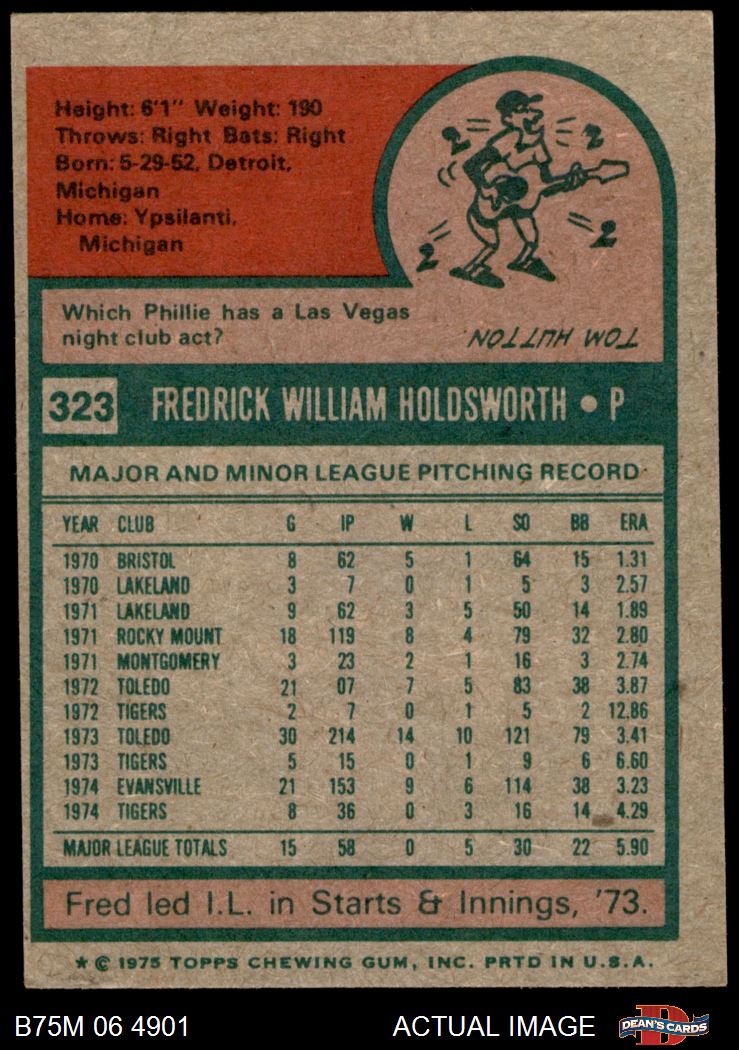 Height: 6'1" Weight: 190
Throws: Right Bats: Right
Born: 5-29-52, Detroit,
Michigan
Home: Ypsilanti,
Michigan
2 2
2 2
Which Phillie has a Las Vegas
night club act?
TOM HUTTON
323 FREDRICK WILLIAM HOLDSWORTH • P
MAJOR AND MINOR LEAGUE PITCHING RECORD
YEAR CLUB G IP W L SO BB ERA
1970 BRISTOL 8 62 5 1 64 15 1.31
1970 LAKELAND 3 7 0 1 5 3 2.57
1971 LAKELAND 9 62 3 5 50 14 1.89
1971 ROCKY MOUNT 18 119 8 4 79 32 2.80
1971 MONTGOMERY 3 23 2 1 16 3 2.74
1972 TOLEDO 21 07 7 5 83 38 3.87
1972 TIGERS 2 7 0 1 5 2 12.86
1973 TOLEDO 30 214 14 10 121 79 3.41
1973 TIGERS 5 15 0 1 9 6 6.60
1974 EVANSVILLE 21 153 9 6 114 38 3.23
1974 TIGERS 8 36 0 3 16 14 4.29
MAJOR LEAGUE TOTALS 15 58 0 5 30 22 5.90
Fred led I.L. in Starts & Innings, '73.
★ © 1975 TOPPS CHEWING GUM, INC. PRTD IN U.S.A.
B75M 06 4901 ACTUAL IMAGE D DEAN'S CARDS